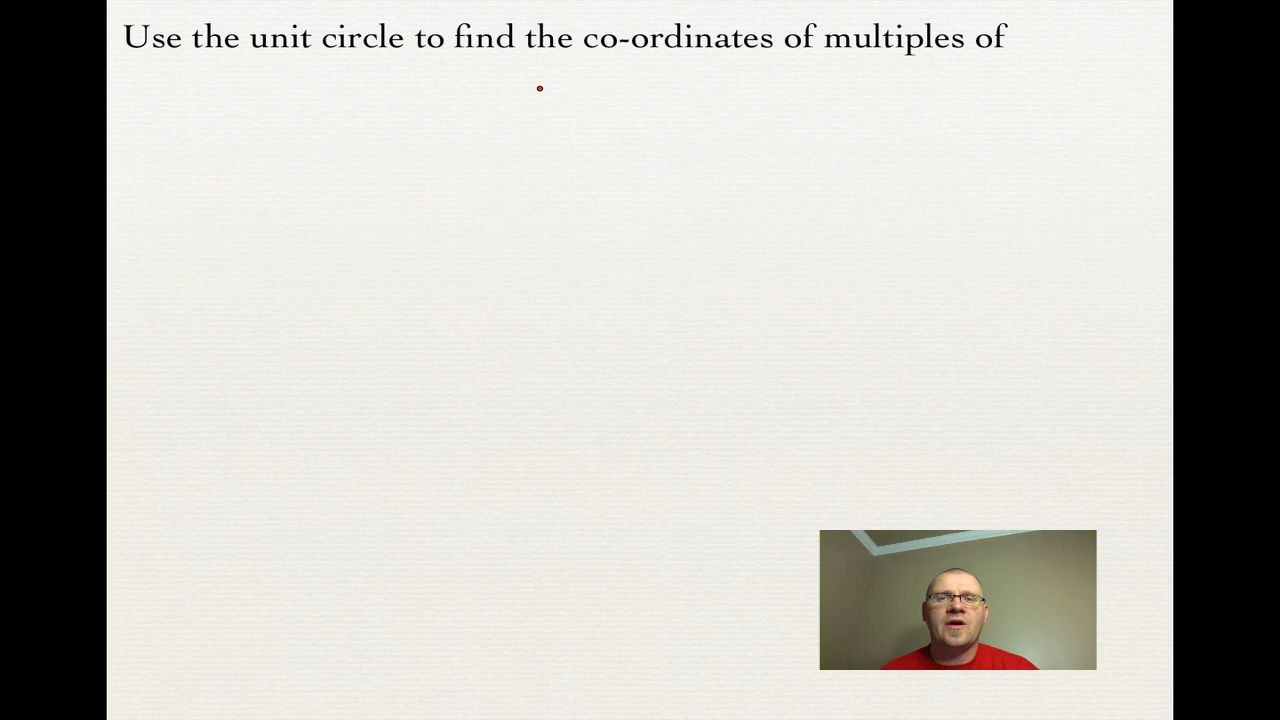 Use the unit circle to find the co-ordinates of multiples of